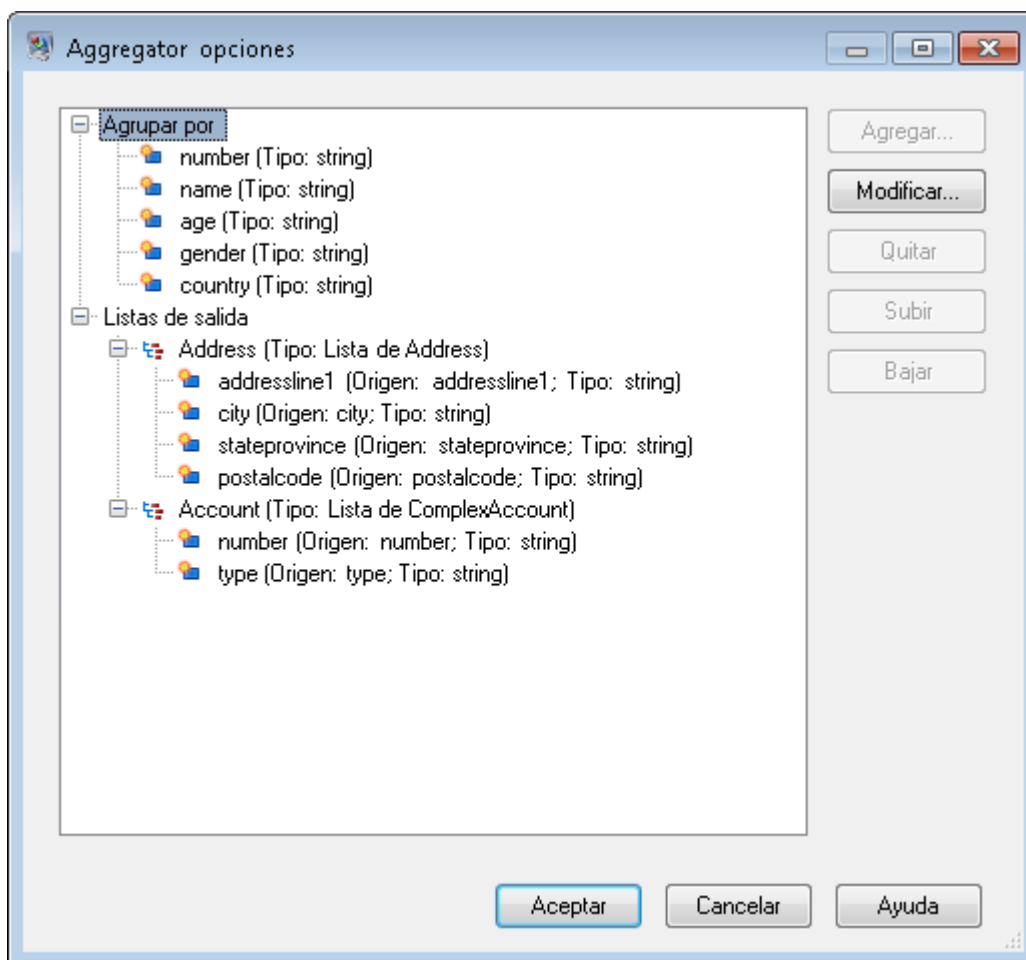 Aggregator opciones
Agrupar por
number (Tipo: string)
name (Tipo: string)
age (Tipo: string)
gender (Tipo: string)
country (Tipo: string)
Listas de salida
Address (Tipo: Lista de Address)
addressline1 (Origen: addressline1; Tipo: string)
city (Origen: city; Tipo: string)
stateprovince (Origen: stateprovince; Tipo: string)
postalcode (Origen: postalcode; Tipo: string)
Account (Tipo: Lista de ComplexAccount)
number (Origen: number; Tipo: string)
type (Origen: type; Tipo: string)
Agregar...
Modificar...
Quitar
Subir
Bajar
Aceptar
Cancelar
Ayuda